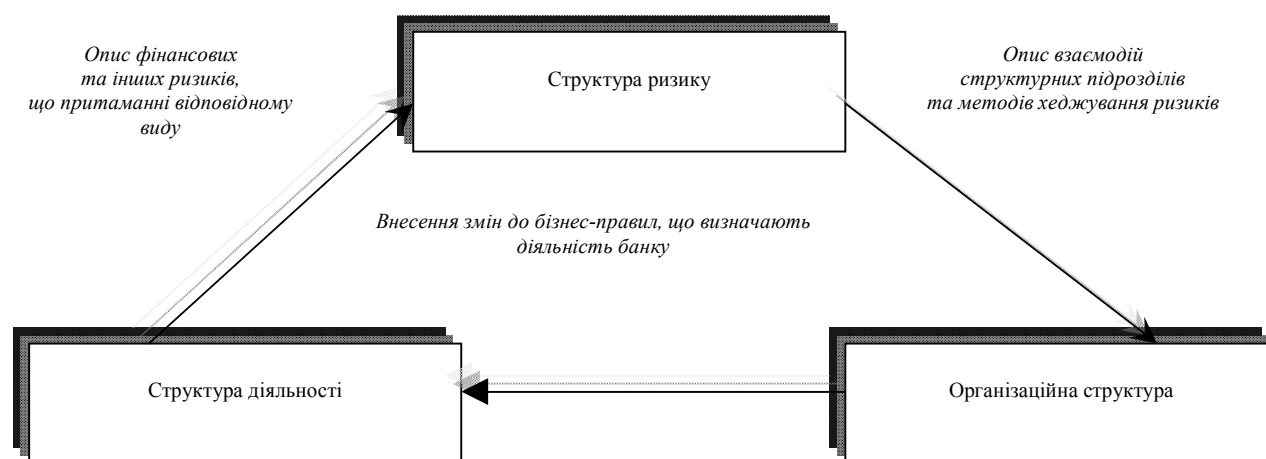 Опис фінансових
та інших ризиків,
що притаманні відповідному
виду
Структура ризику
Опис взаємодій
структурних підрозділів
та методів хеджування ризиків
Внесення змін до бізнес-правил, що визначають
діяльність банку
Структура діяльності
Організаційна структура